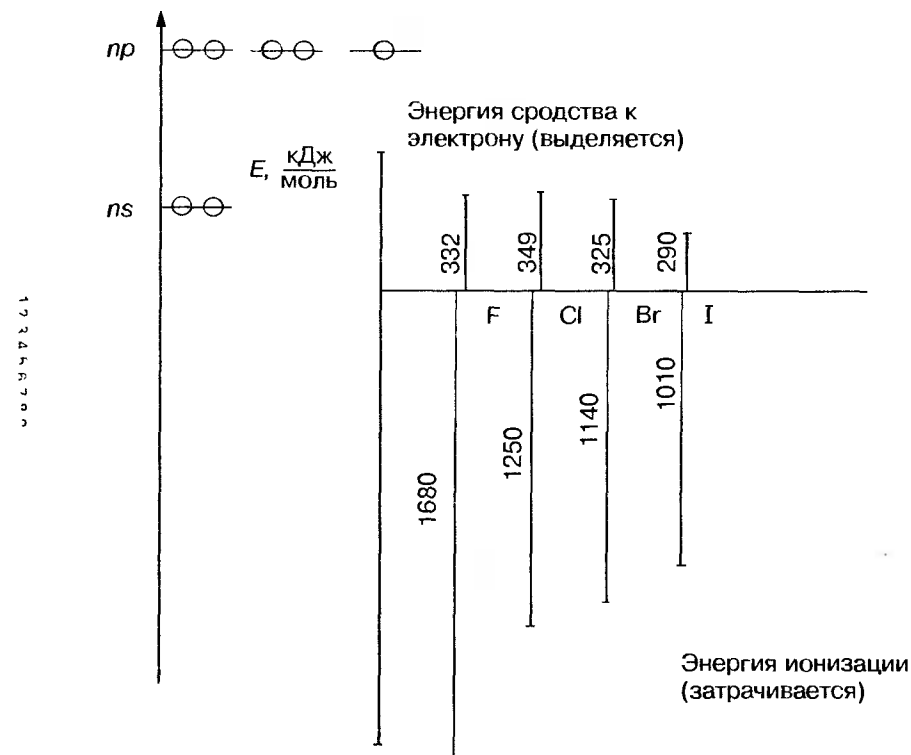 np
Энергия сродства к
электрону (выделяется)
E, кДж
моль
ns
332
349
325
290
F Cl Br I
1680
1250
1140
1010
Энергия ионизации
(затрачивается)